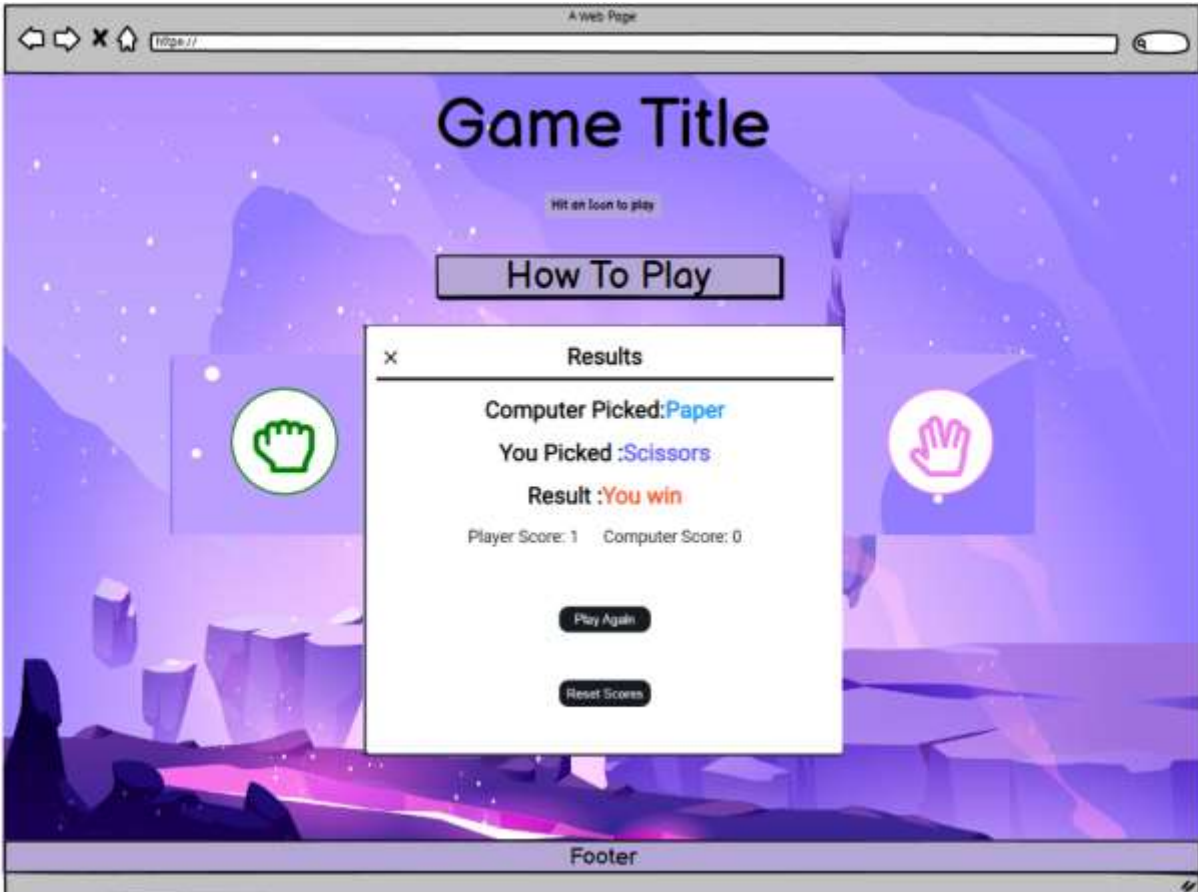 A Web Page
https://
Game Title
Hit an Icon to play
How To Play
Results
Computer Picked:Paper
You Picked :Scissors
Result :You win
Player Score: 1 Computer Score: 0
Play Again
Reset Scores
Footer